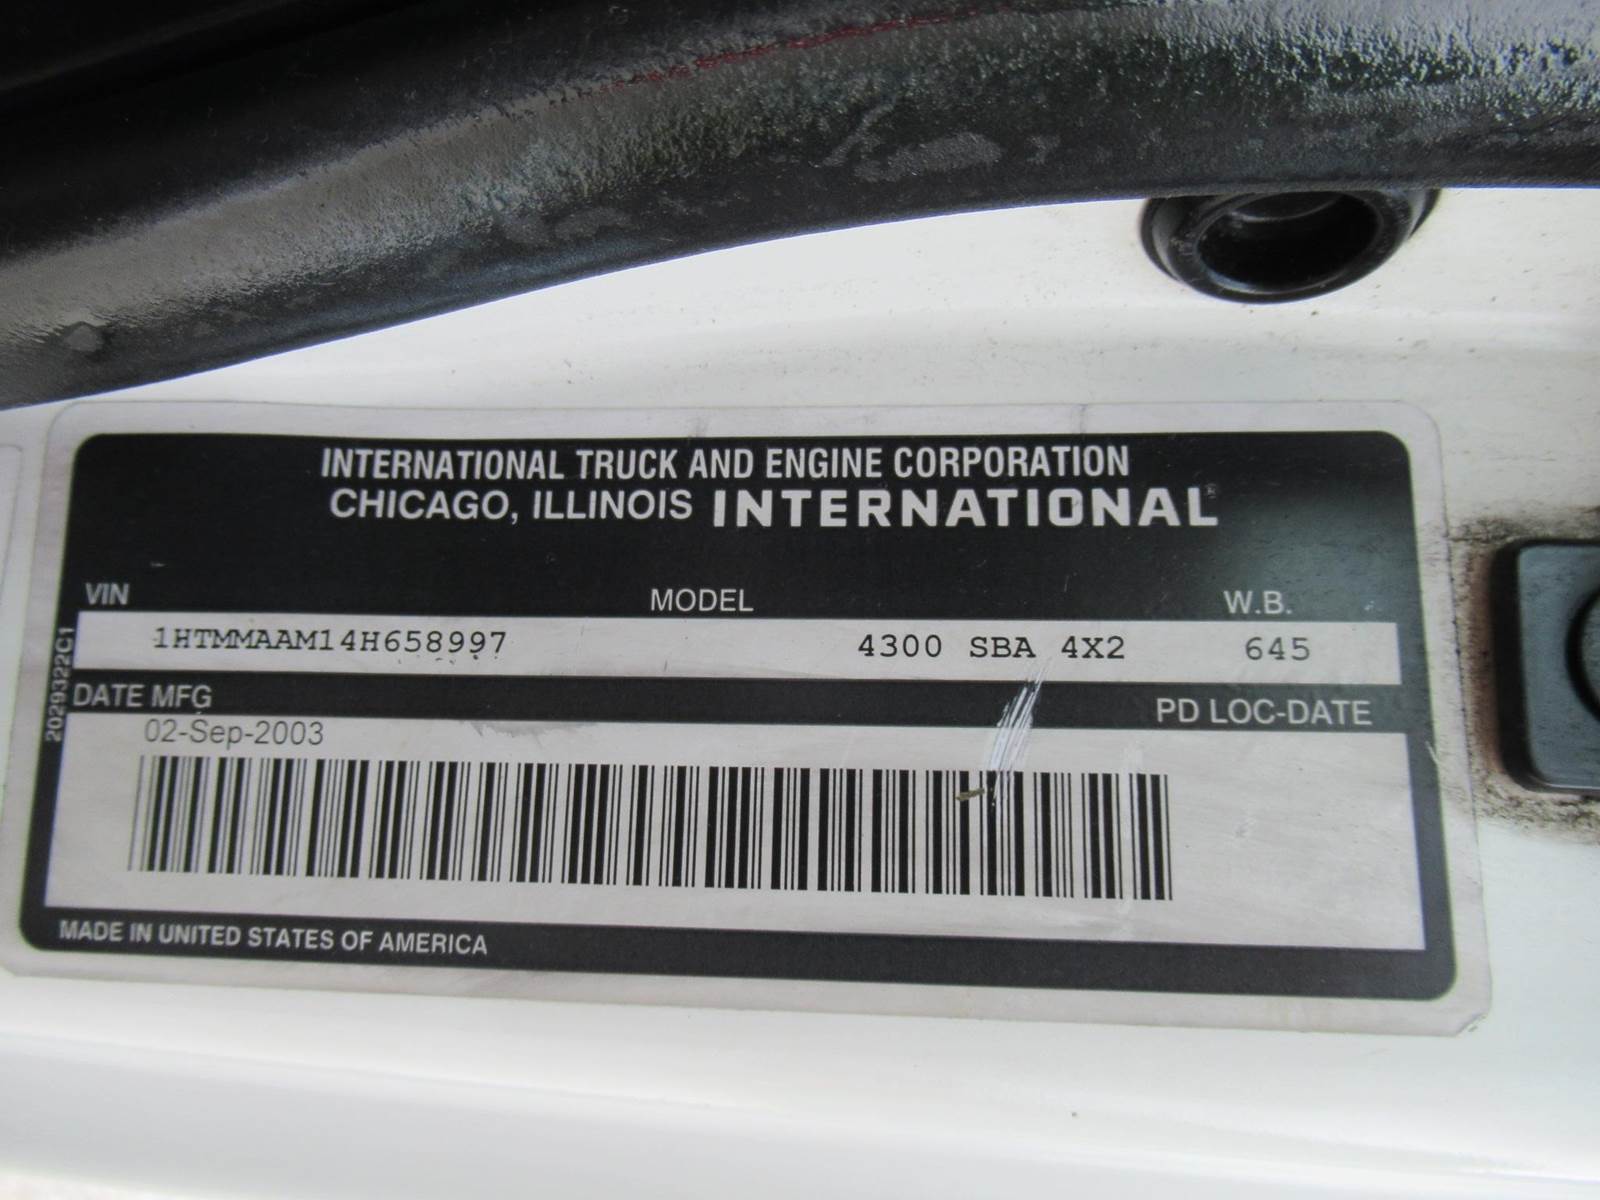 INTERNATIONAL TRUCK AND ENGINE CORPORATION
CHICAGO, ILLINOIS INTERNATIONAL®
VIN MODEL W.B.
1HTMMAAM14H658997 4300 SBA 4X2 645
2029322C1
DATE MFG PD LOC-DATE
02-Sep-2003
MADE IN UNITED STATES OF AMERICA